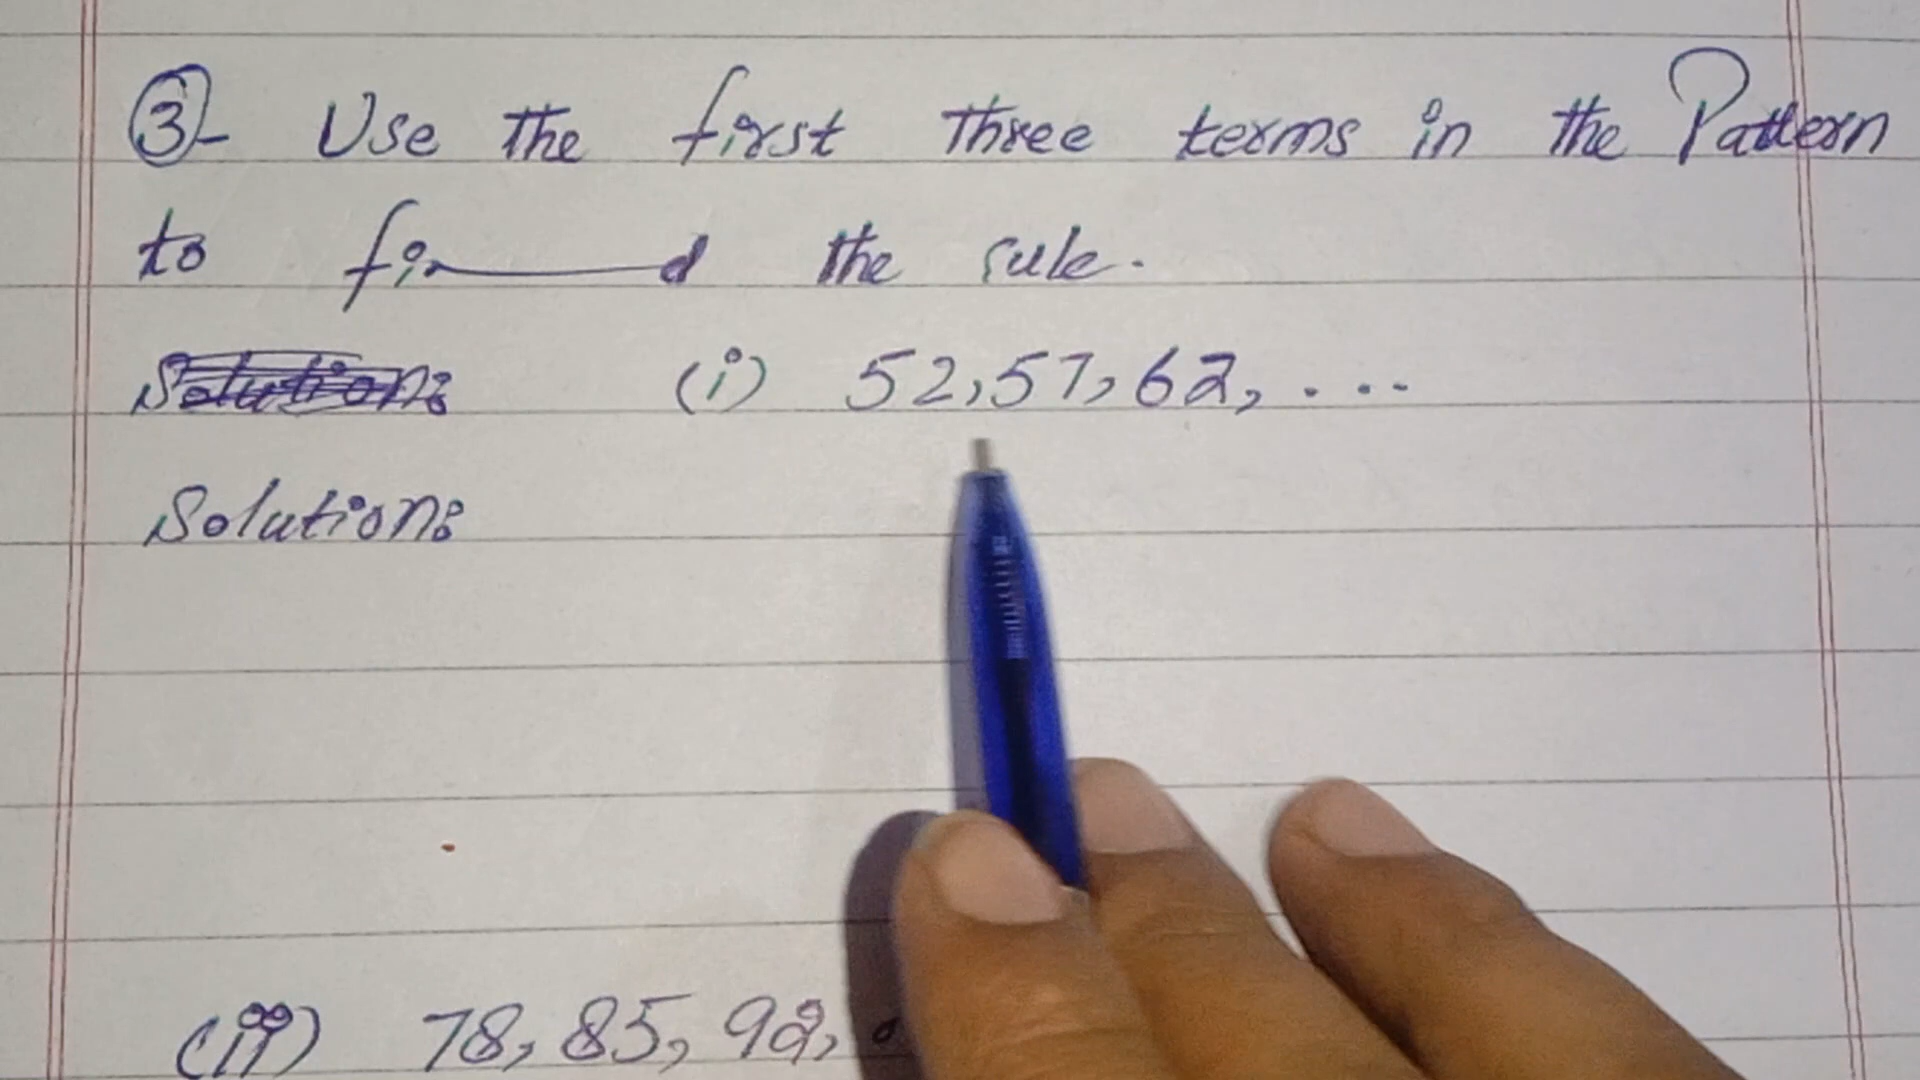 ③- Use the first three terms in the Pattern
to find the rule.
Solution: (i) 52, 57, 62, ....
Solution:
(ii) 78, 85, 92, .